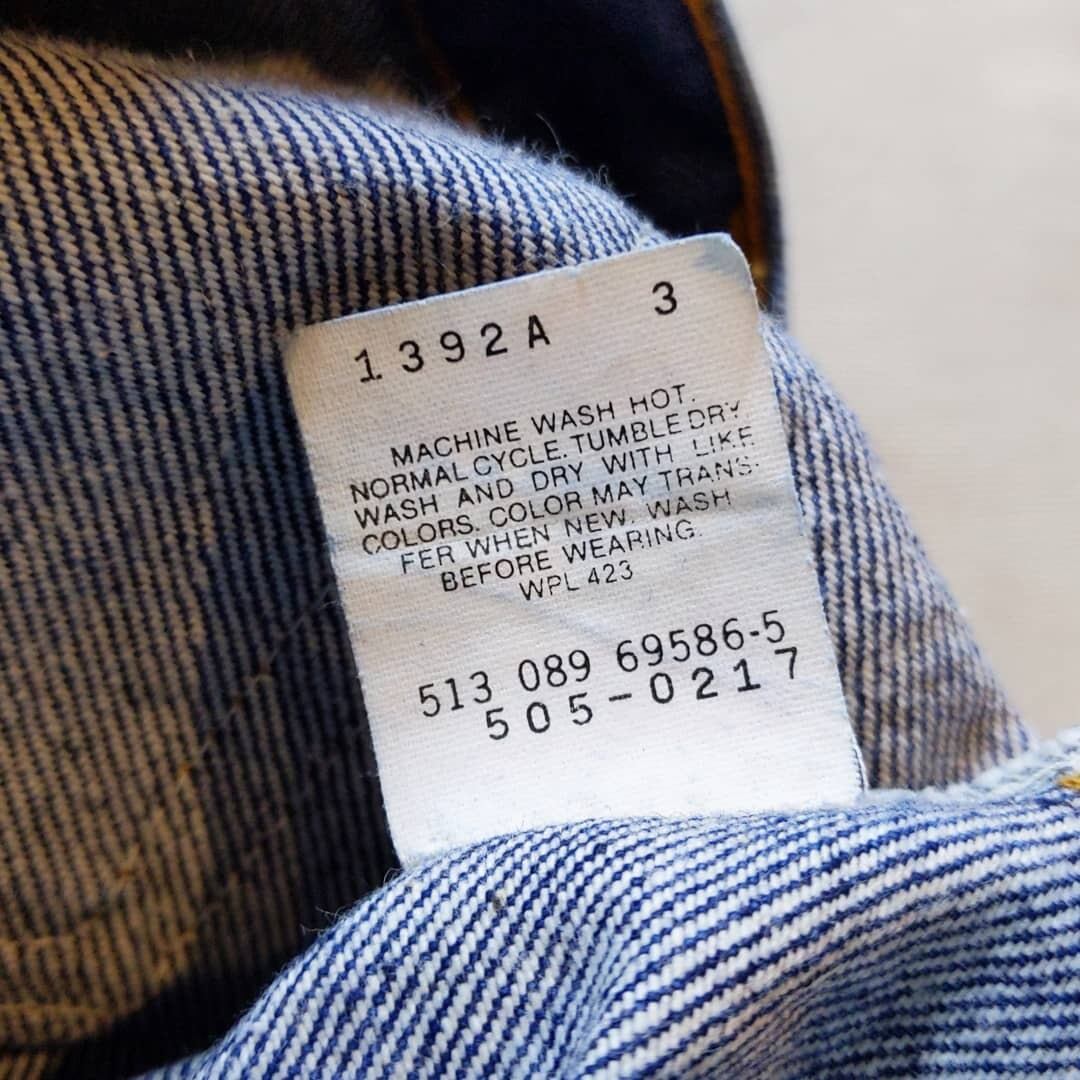 1392A 3
MACHINE WASH HOT.
NORMAL CYCLE. TUMBLE DRY.
WASH AND DRY WITH LIKE
COLORS. COLOR MAY TRANS-
FER WHEN NEW. WASH
BEFORE WEARING.
WPL 423
513 089 69586-5
505-0217